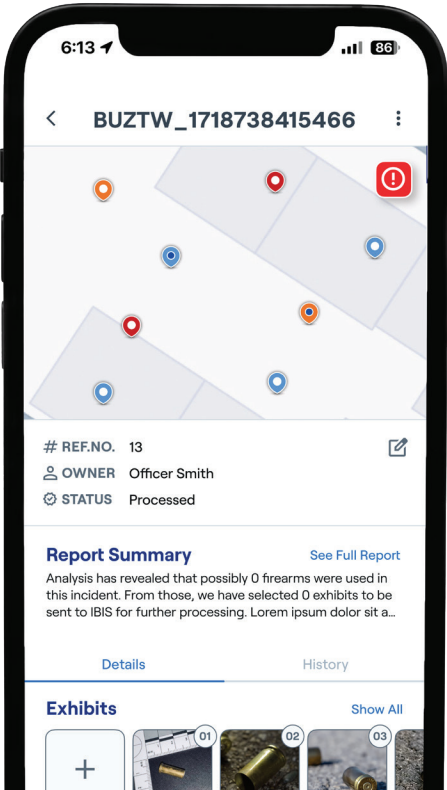 6:13 86
BUZTW_1718738415466
# REF.NO. 13
OWNER Officer Smith
STATUS Processed
Report Summary See Full Report
Analysis has revealed that possibly 0 firearms were used in
this incident. From those, we have selected 0 exhibits to be
sent to IBIS for further processing. Lorem ipsum dolor sit a...
Details History
Exhibits Show All
+ 01 02 03